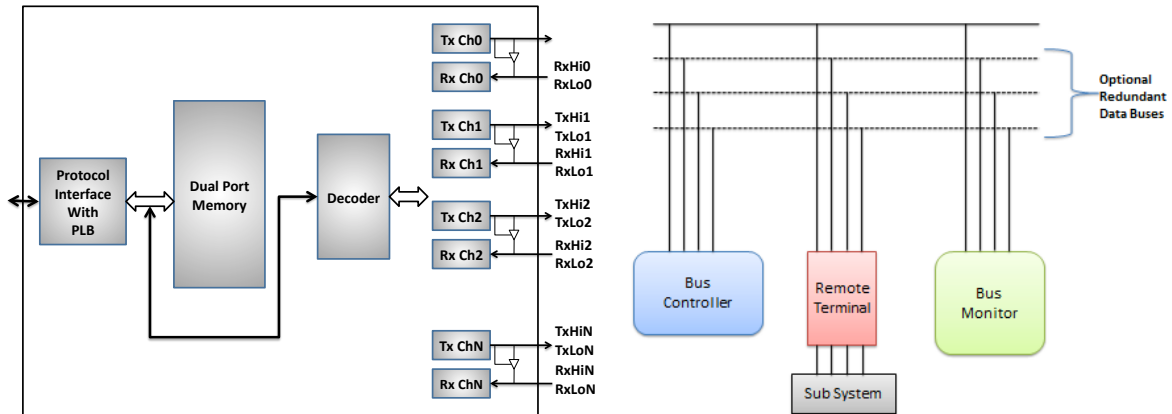 Tx Ch0
Rx Ch0
RxHi0
RxLo0
Tx Ch1
TxHi1
TxLo1
Rx Ch1
RxHi1
RxLo1
Protocol
Interface
With
PLB
Dual Port
Memory
Decoder
Tx Ch2
TxHi2
TxLo2
Rx Ch2
RxHi2
RxLo2
Tx ChN
TxHiN
TxLoN
Rx ChN
RxHiN
RxLoN
Optional
Redundant
Data Buses
Bus
Controller
Remote
Terminal
Bus
Monitor
Sub System